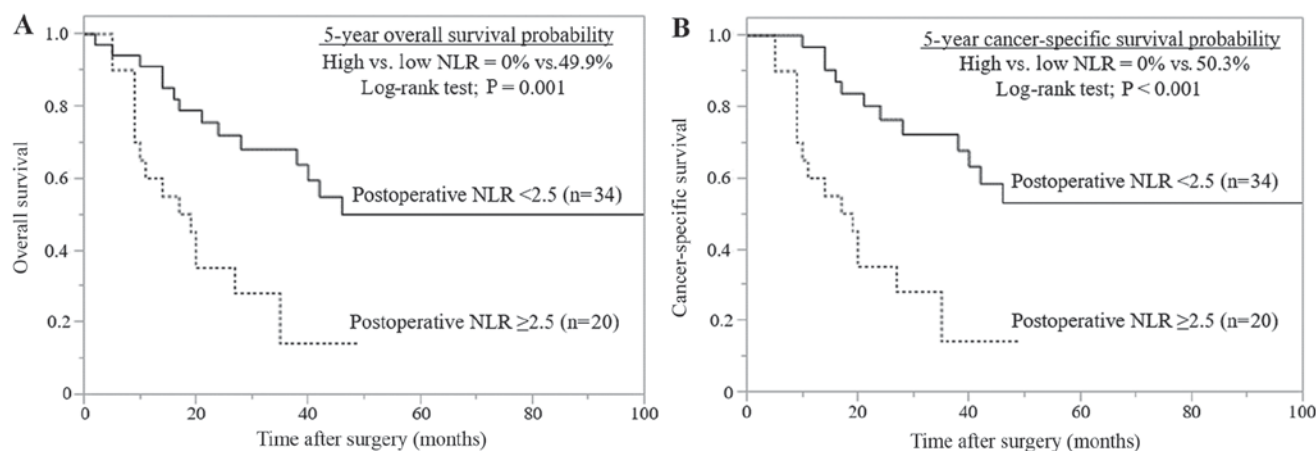 A
5-year overall survival probability
High vs. low NLR = 0% vs.49.9%
Log-rank test; P = 0.001
Postoperative NLR <2.5 (n=34)
Postoperative NLR ≥2.5 (n=20)
Overall survival
1.0
0.8
0.6
0.4
0.2
0
0 20 40 60 80 100
Time after surgery (months)
B
5-year cancer-specific survival probability
High vs. low NLR = 0% vs. 50.3%
Log-rank test; P < 0.001
Postoperative NLR <2.5 (n=34)
Postoperative NLR ≥2.5 (n=20)
Cancer-specific survival
1.0
0.8
0.6
0.4
0.2
0
0 20 40 60 80 100
Time after surgery (months)